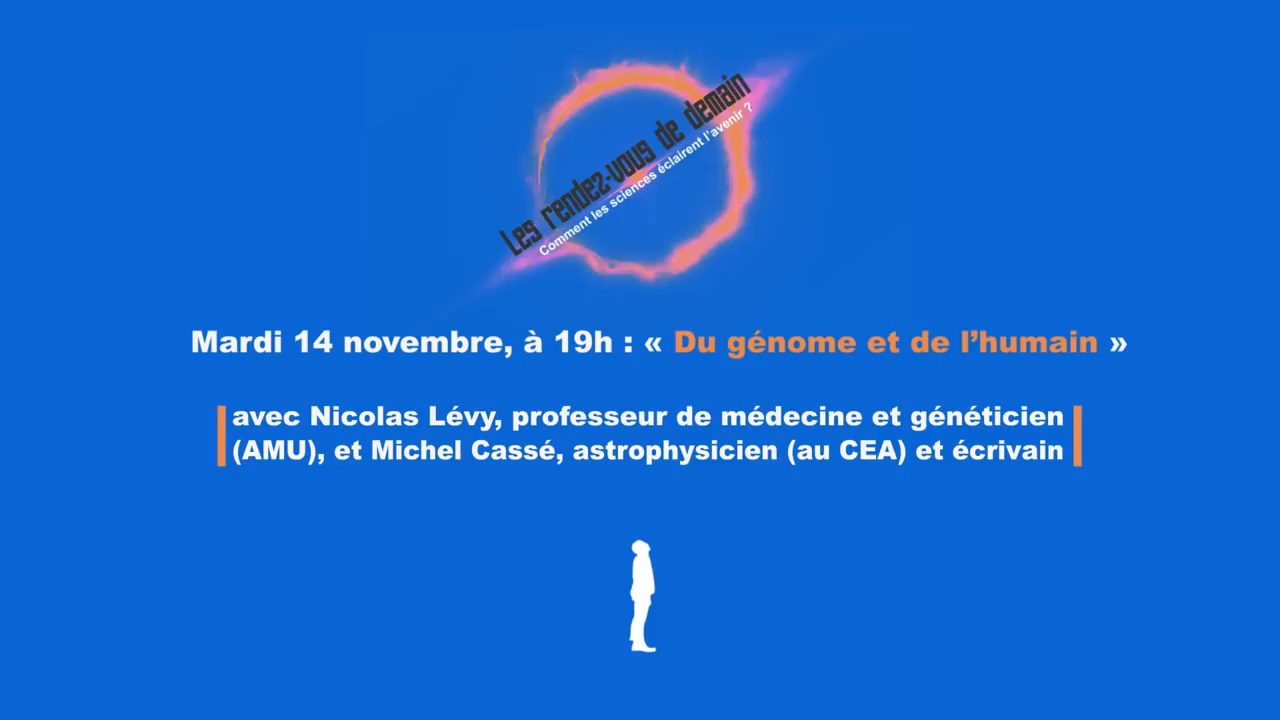 Les rendez-vous de demain
Comment les sciences éclairent l'avenir ?
Mardi 14 novembre, à 19h : « Du génome et de l’humain »
avec Nicolas Lévy, professeur de médecine et généticien
(AMU), et Michel Cassé, astrophysicien (au CEA) et écrivain